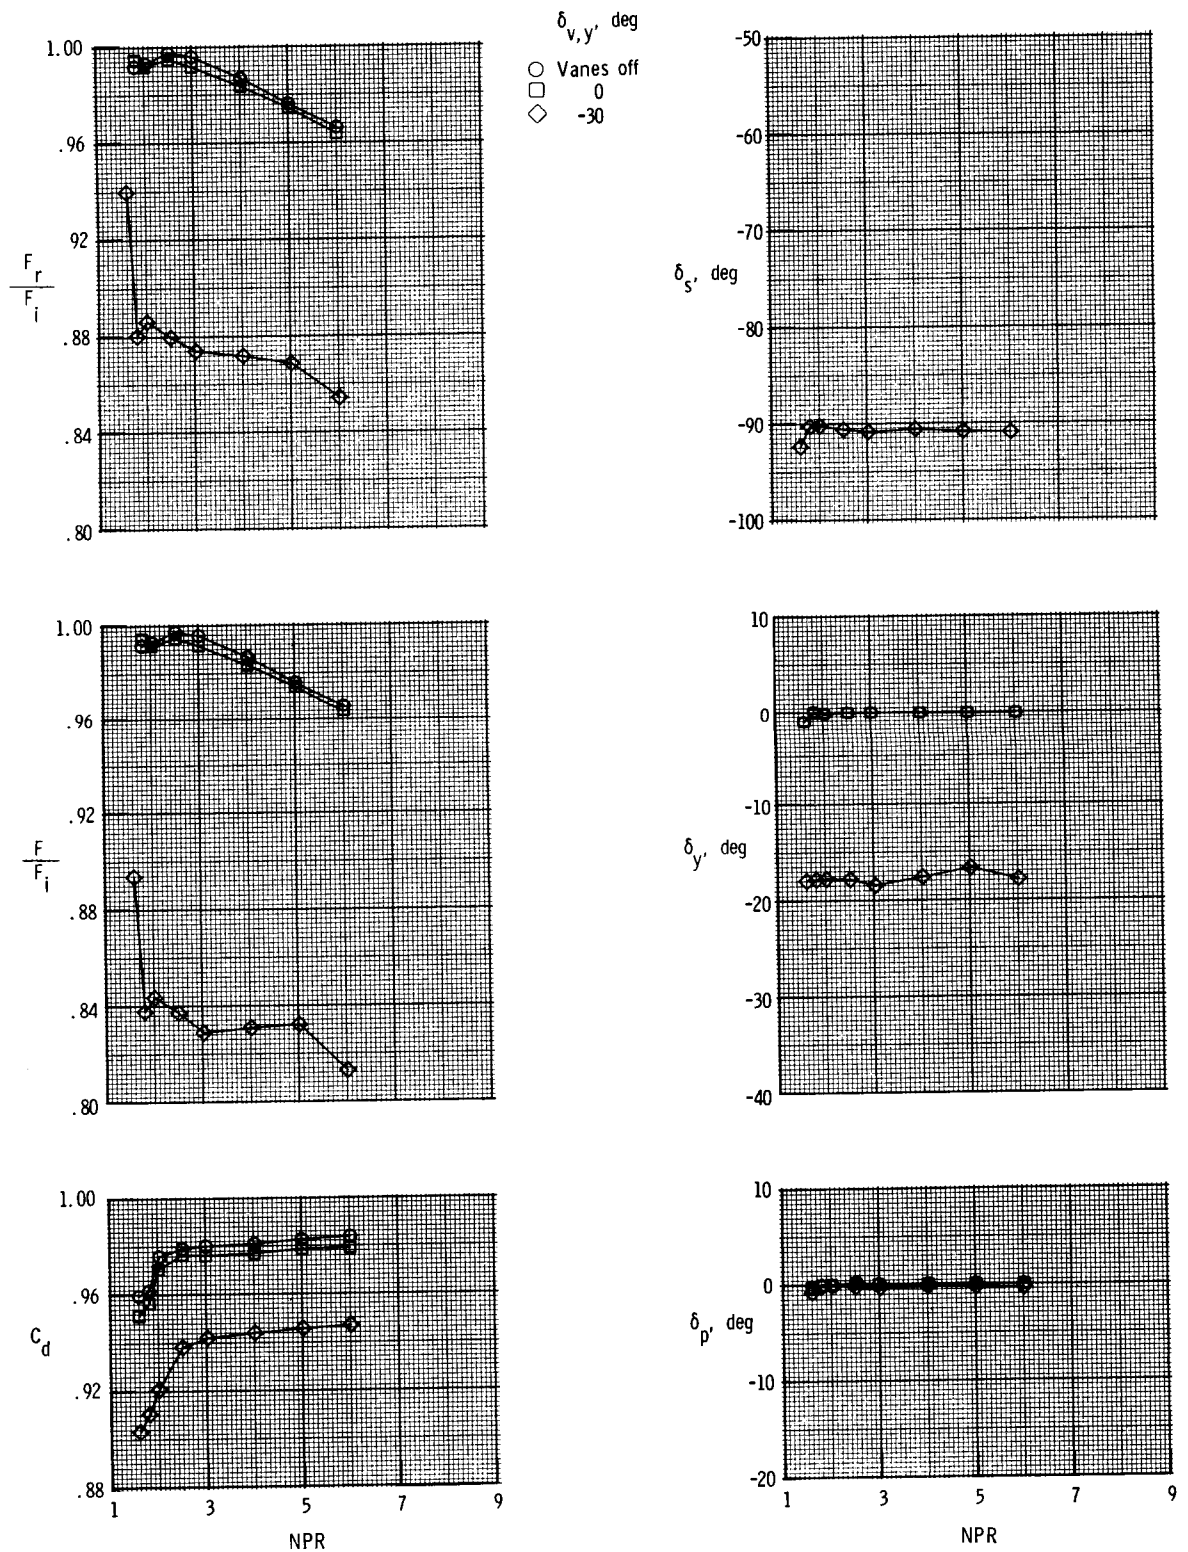 δv,y, deg
Vanes off
0
-30
1.00
.96
.92
.88
.84
.80
Fr
Fi
-50
-60
-70
-80
-90
-100
δs, deg
1.00
.96
.92
.88
.84
.80
F
Fi
10
0
-10
-20
-30
-40
δy, deg
1.00
.96
.92
.88
Cd
1 3 5 7 9
NPR
10
0
-10
-20
δp, deg
1 3 5 7 9
NPR